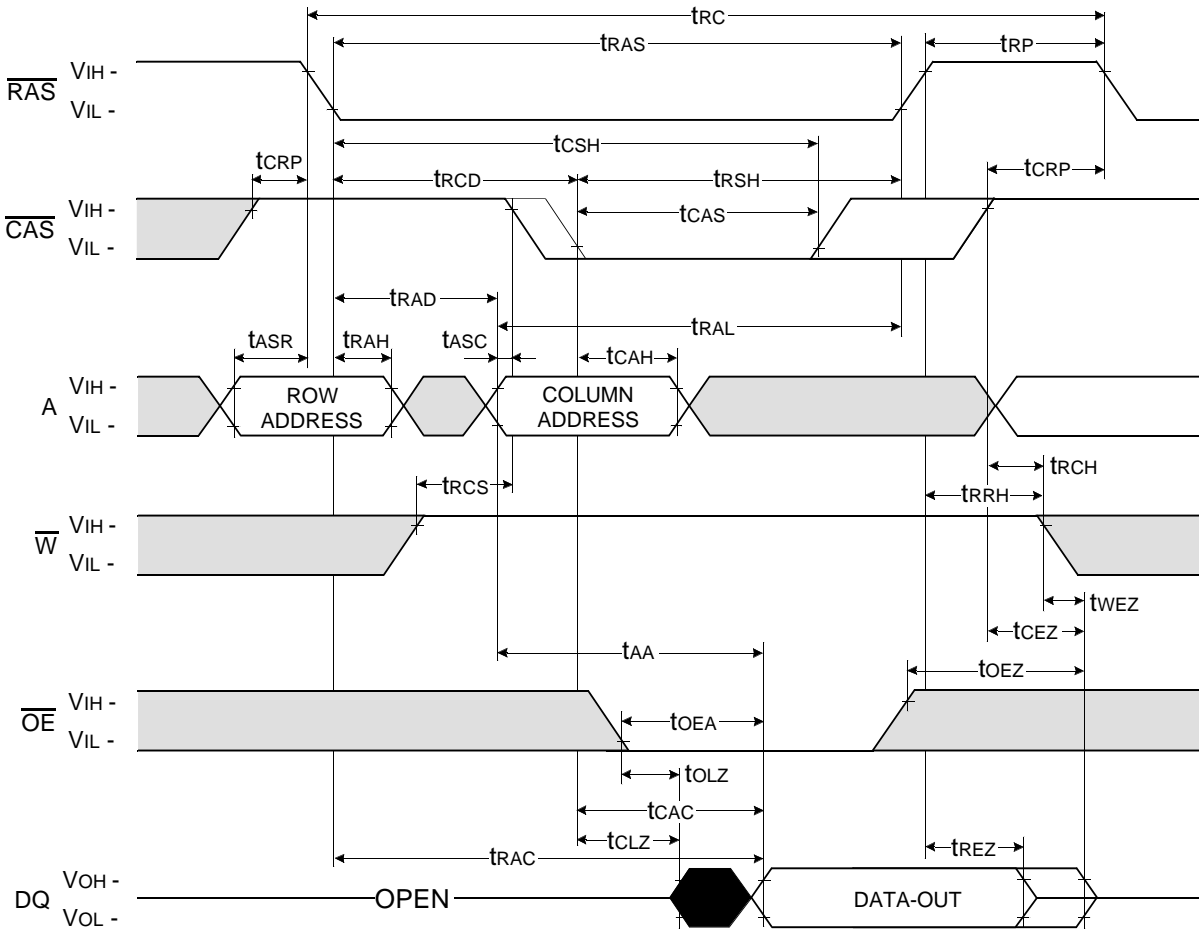 tRC
tRAS
tRP
RAS
VIH -
VIL -
tCSH
tCRP
tRCD
tRSH
tCRP
CAS
VIH -
VIL -
tCAS
tRAD
tRAL
tASR
tRAH
tASC
tCAH
A
VIH -
VIL -
ROW
ADDRESS
COLUMN
ADDRESS
tRCH
tRCS
tRRH
W
VIH -
VIL -
tWEZ
tCEZ
tAA
tOEZ
OE
VIH -
VIL -
tOEA
tOLZ
tCAC
tCLZ
tREZ
tRAC
DQ
VOH -
VOL -
OPEN
DATA-OUT